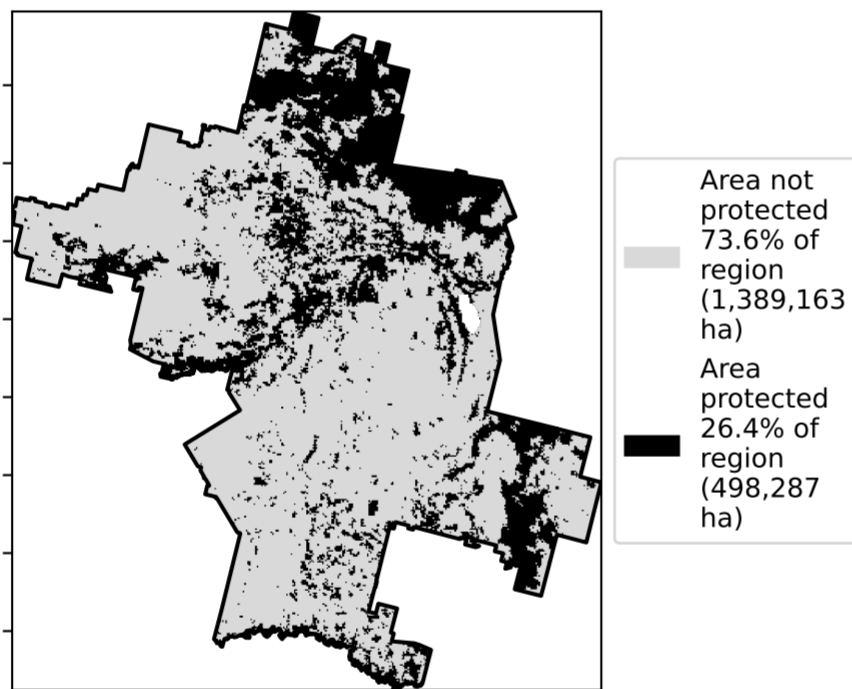 Area not
protected
73.6% of
region
(1,389,163
ha)
Area
protected
26.4% of
region
(498,287
ha)